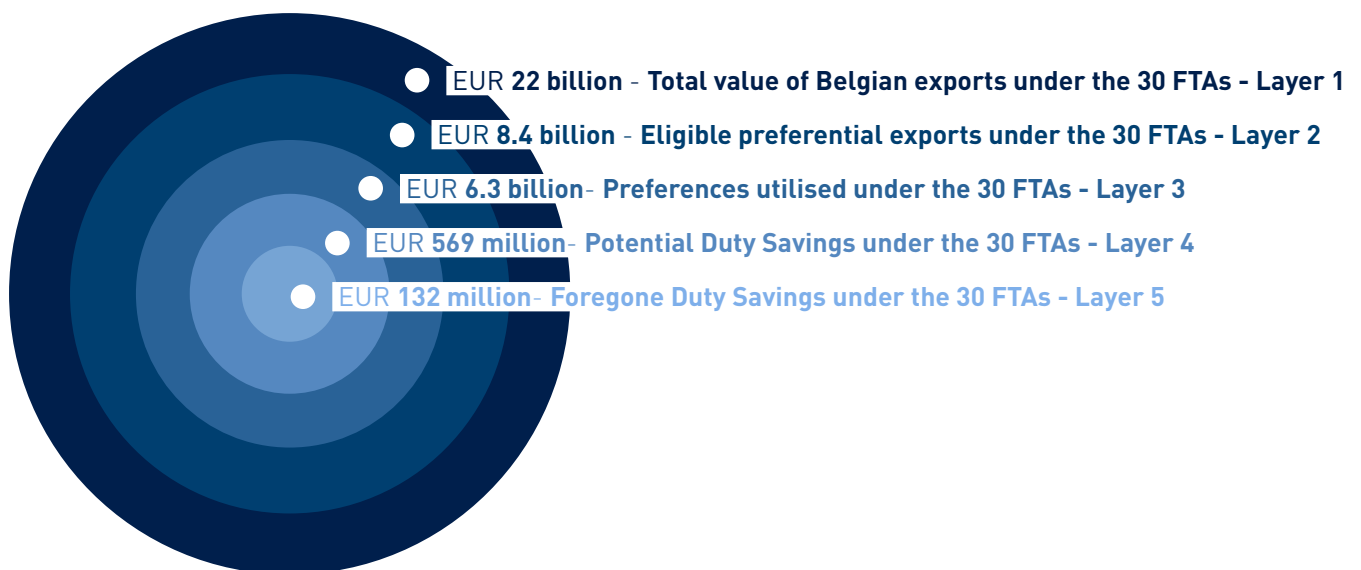 EUR 22 billion - Total value of Belgian exports under the 30 FTAs - Layer 1
EUR 8.4 billion - Eligible preferential exports under the 30 FTAs - Layer 2
EUR 6.3 billion- Preferences utilised under the 30 FTAs - Layer 3
EUR 569 million- Potential Duty Savings under the 30 FTAs - Layer 4
EUR 132 million- Foregone Duty Savings under the 30 FTAs - Layer 5